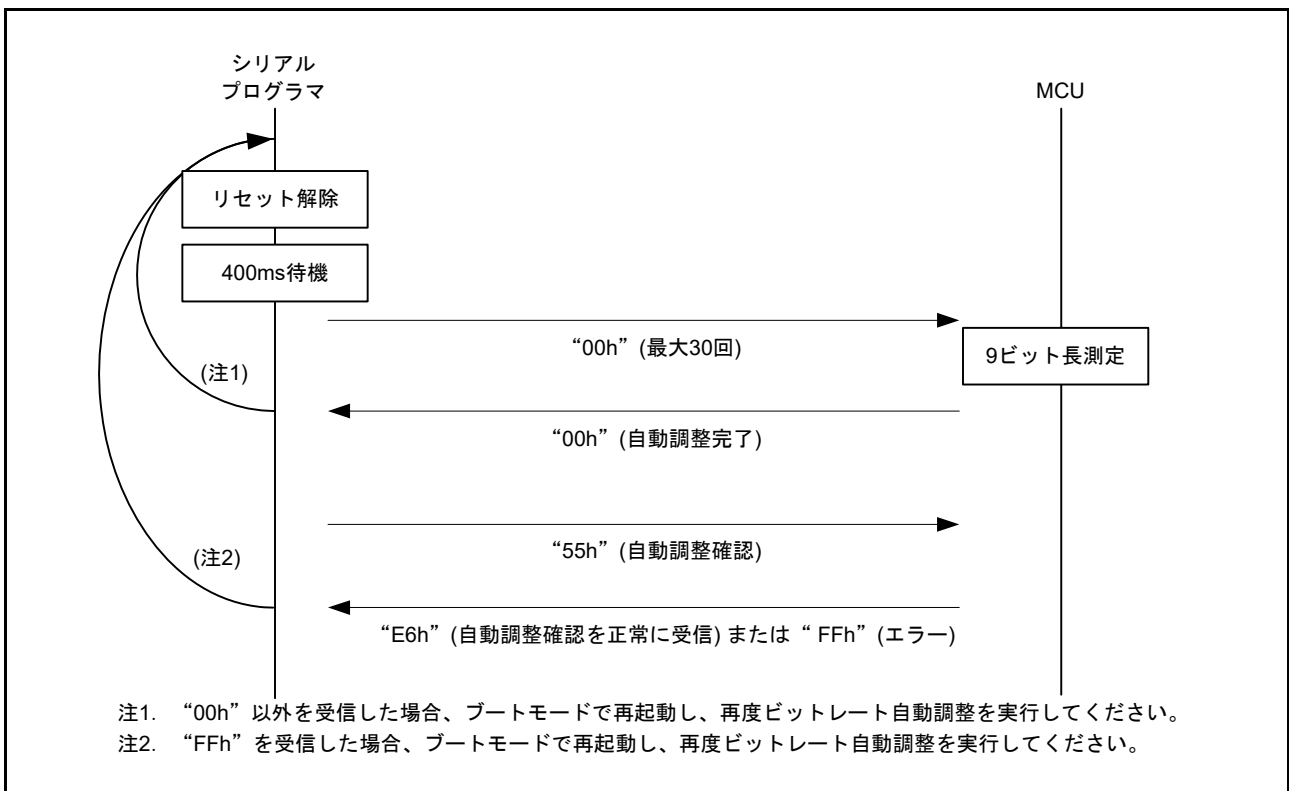 シリアル
プログラマ
MCU
リセット解除
400ms待機
“00h” (最大30回)
9ビット長測定
(注1)
“00h” (自動調整完了)
“55h” (自動調整確認)
(注2)
“E6h” (自動調整確認を正常に受信) または “ FFh” (エラー)
注1. “00h” 以外を受信した場合、ブートモードで再起動し、再度ビットレート自動調整を実行してください。
注2. “FFh” を受信した場合、ブートモードで再起動し、再度ビットレート自動調整を実行してください。